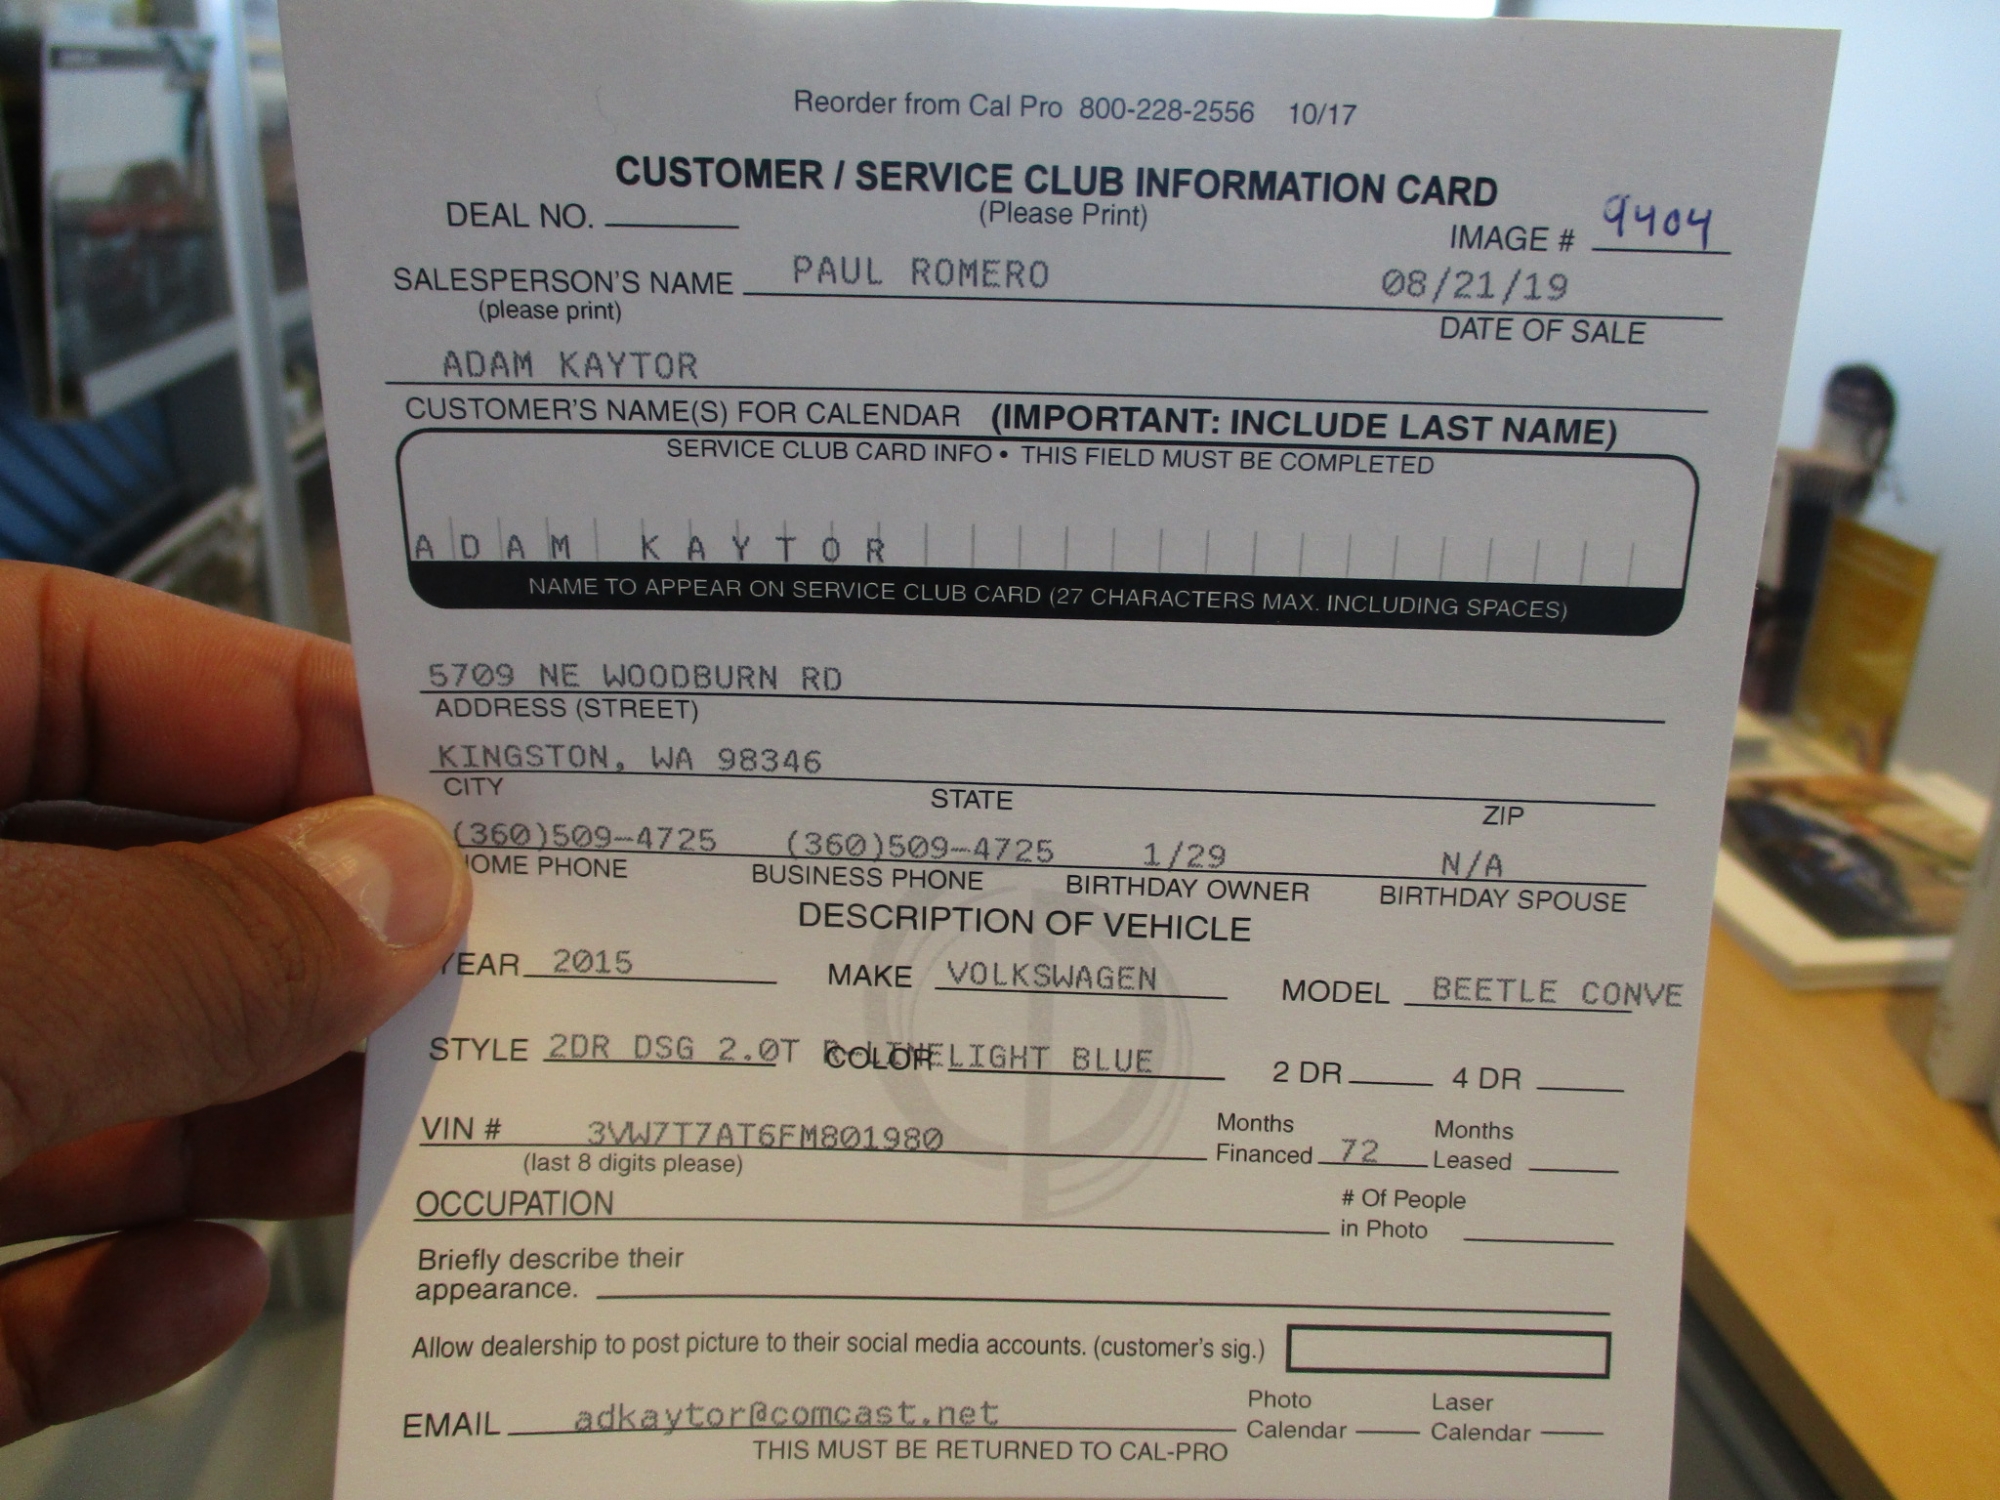 Reorder from Cal Pro 800-228-2556 10/17
CUSTOMER / SERVICE CLUB INFORMATION CARD
(Please Print)
DEAL NO.
IMAGE # 9404
SALESPERSON'S NAME PAUL ROMERO 08/21/19
(please print) DATE OF SALE
ADAM KAYTOR
CUSTOMER'S NAME(S) FOR CALENDAR (IMPORTANT: INCLUDE LAST NAME)
SERVICE CLUB CARD INFO • THIS FIELD MUST BE COMPLETED
ADAM KAYTOR
NAME TO APPEAR ON SERVICE CLUB CARD (27 CHARACTERS MAX. INCLUDING SPACES)
5709 NE WOODBURN RD
ADDRESS (STREET)
KINGSTON, WA 98346
CITY STATE ZIP
(360)509-4725 (360)509-4725 1/29 N/A
OME PHONE BUSINESS PHONE BIRTHDAY OWNER BIRTHDAY SPOUSE
DESCRIPTION OF VEHICLE
YEAR 2015 MAKE VOLKSWAGEN MODEL BEETLE CONVE
STYLE 2DR DSG 2.0T R-LINE COLOR LIGHT BLUE 2 DR 4 DR
VIN # 3VW7T7AT6FM801980 Months Financed 72 Months Leased
(last 8 digits please)
OCCUPATION # Of People in Photo
Briefly describe their
appearance.
Allow dealership to post picture to their social media accounts. (customer's sig.)
EMAIL adkaytor@comcast.net Photo Calendar Laser Calendar
THIS MUST BE RETURNED TO CAL-PRO